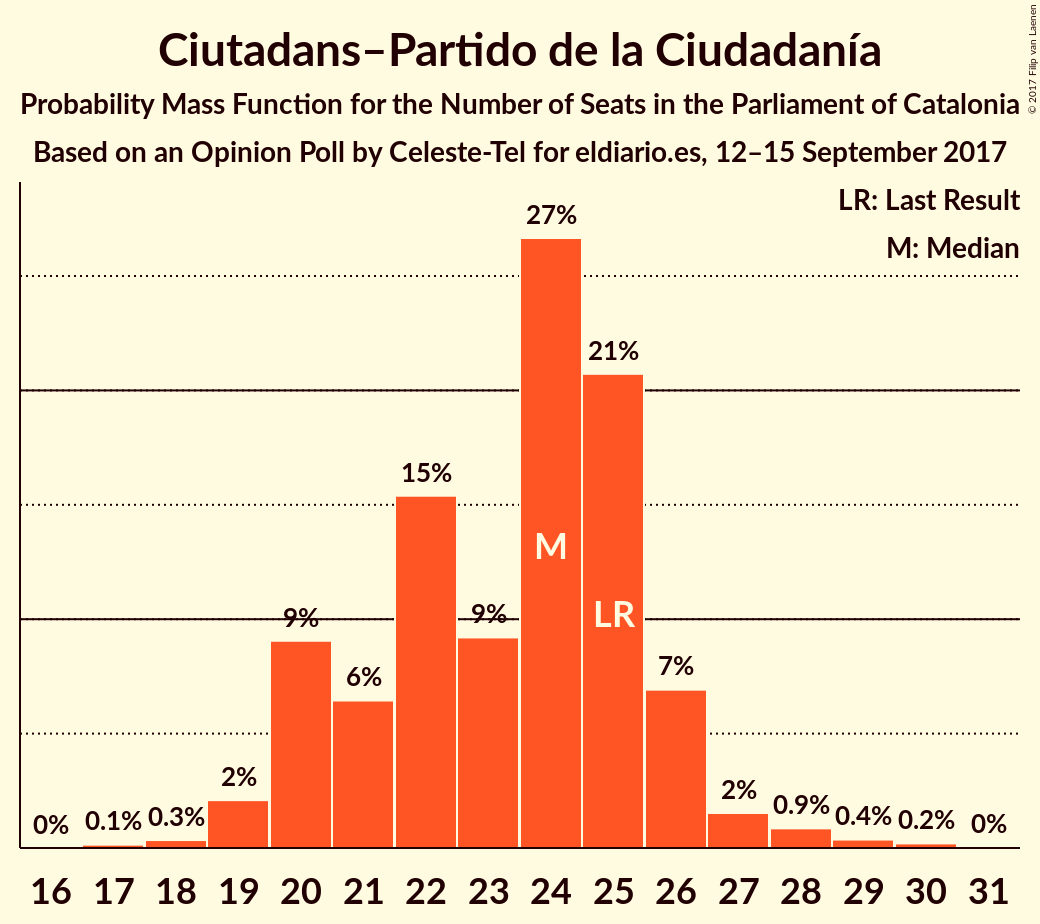 Ciutadans–Partido de la Ciudadanía
Probability Mass Function for the Number of Seats in the Parliament of Catalonia
Based on an Opinion Poll by Celeste-Tel for eldiario.es, 12–15 September 2017
© 2017 Filip van Laenen
LR: Last Result
M: Median
0% 0.1% 0.3% 2% 9% 6% 15% 9% 27% 21% 7% 2% 0.9% 0.4% 0.2% 0%
M
LR
16 17 18 19 20 21 22 23 24 25 26 27 28 29 30 31